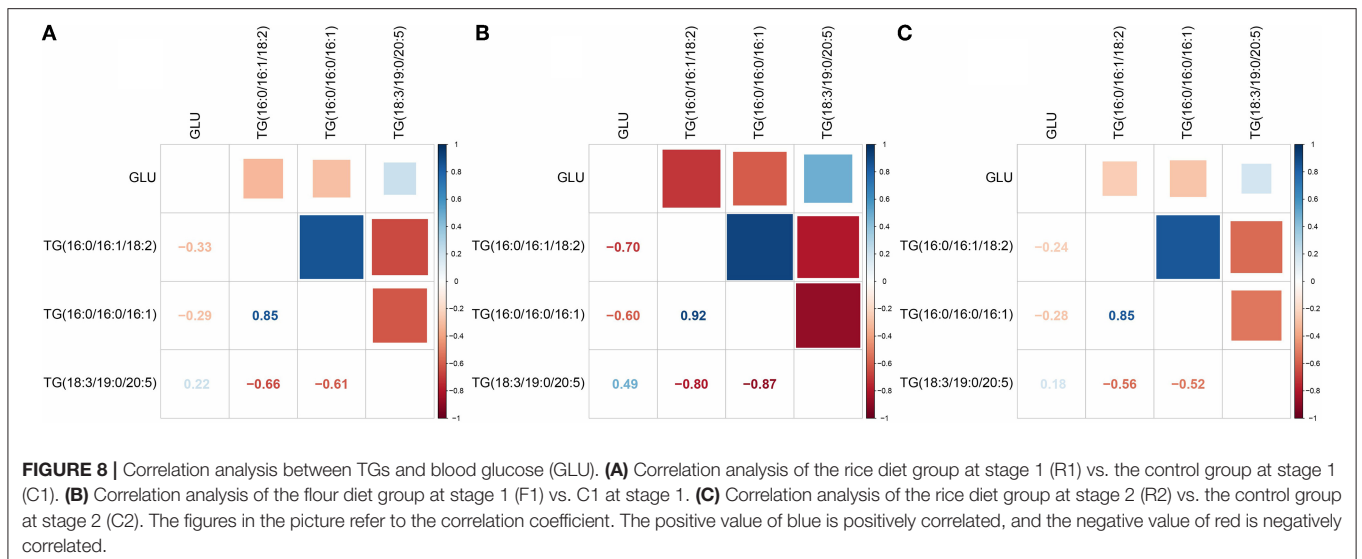 A
GLU
TG(16:0/16:1/18:2)
TG(16:0/16:0/16:1)
TG(18:3/19:0/20:5)
GLU
TG(16:0/16:1/18:2)
−0.33
TG(16:0/16:0/16:1)
−0.29
0.85
TG(18:3/19:0/20:5)
0.22
−0.66
−0.61
1
0.8
0.6
0.4
0.2
0
−0.2
−0.4
−0.6
−0.8
−1
B
GLU
TG(16:0/16:1/18:2)
TG(16:0/16:0/16:1)
TG(18:3/19:0/20:5)
GLU
TG(16:0/16:1/18:2)
−0.70
TG(16:0/16:0/16:1)
−0.60
0.92
TG(18:3/19:0/20:5)
0.49
−0.80
−0.87
1
0.8
0.6
0.4
0.2
0
−0.2
−0.4
−0.6
−0.8
−1
C
GLU
TG(16:0/16:1/18:2)
TG(16:0/16:0/16:1)
TG(18:3/19:0/20:5)
GLU
TG(16:0/16:1/18:2)
−0.24
TG(16:0/16:0/16:1)
−0.28
0.85
TG(18:3/19:0/20:5)
0.18
−0.56
−0.52
1
0.8
0.6
0.4
0.2
0
−0.2
−0.4
−0.6
−0.8
−1
FIGURE 8 | Correlation analysis between TGs and blood glucose (GLU). (A) Correlation analysis of the rice diet group at stage 1 (R1) vs. the control group at stage 1
(C1). (B) Correlation analysis of the flour diet group at stage 1 (F1) vs. C1 at stage 1. (C) Correlation analysis of the rice diet group at stage 2 (R2) vs. the control group
at stage 2 (C2). The figures in the picture refer to the correlation coefficient. The positive value of blue is positively correlated, and the negative value of red is negatively
correlated.